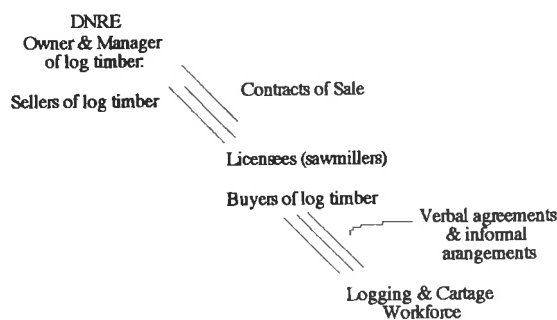 DNRE
Owner & Manager
of log timber.
Sellers of log timber
Contracts of Sale
Licensees (sawmillers)
Buyers of log timber
Verbal agreements
& informal
arangements
Logging & Cartage
Workforce